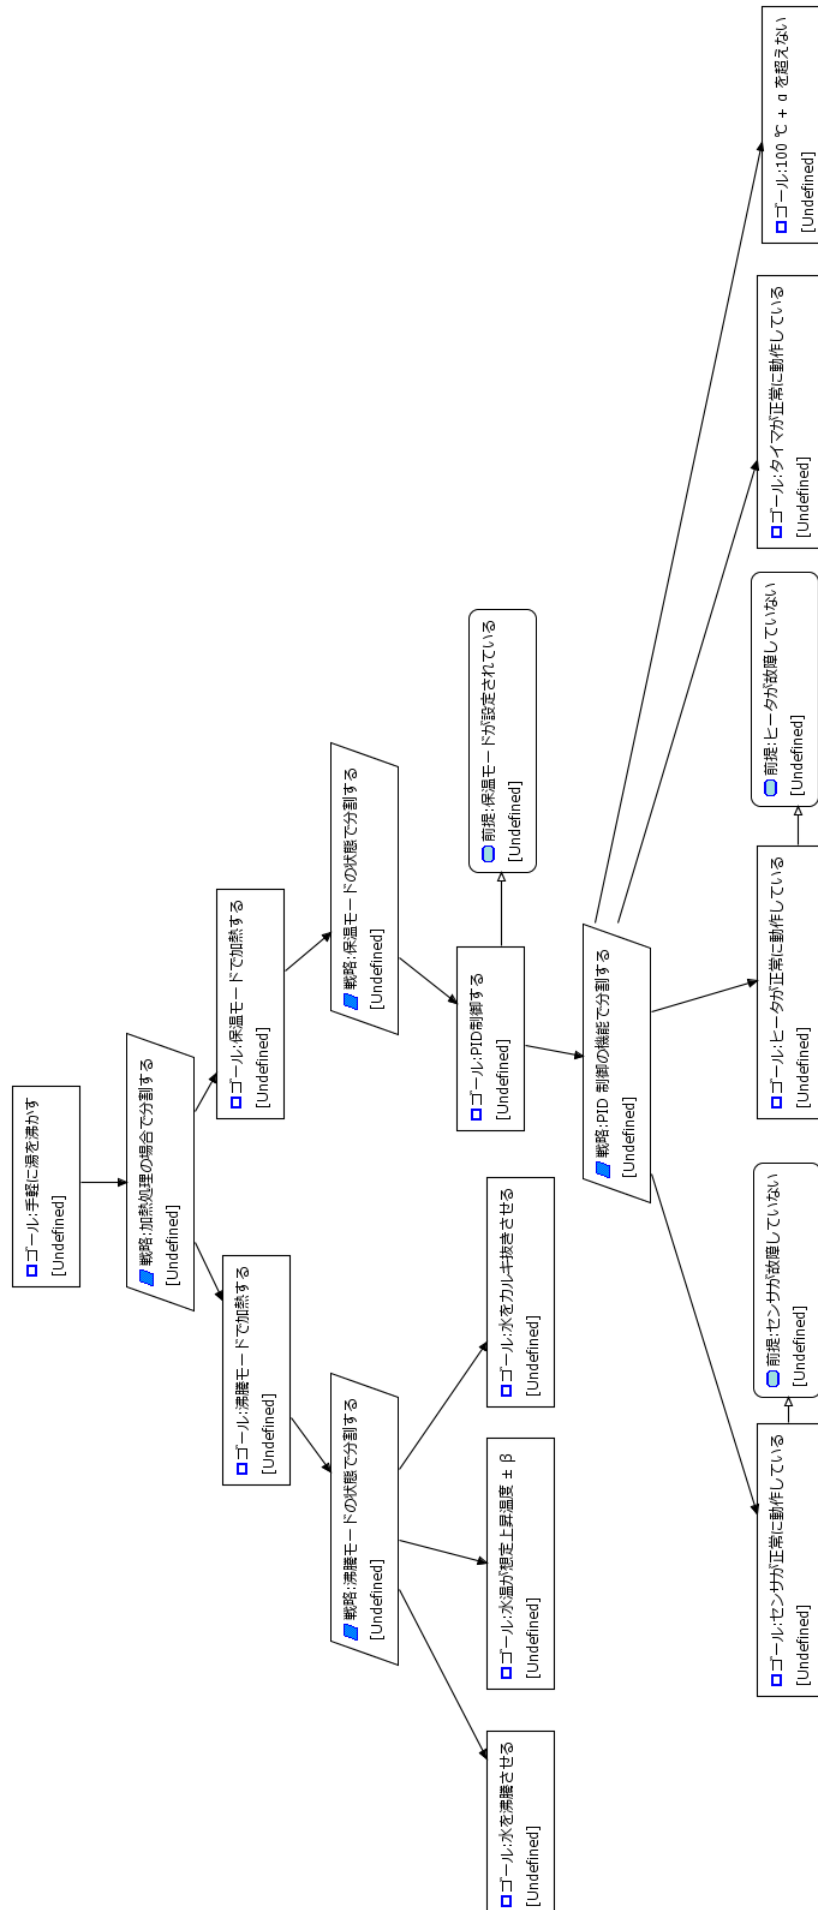 ゴール:手軽に湯を沸かす
[Undefined]
戦略:加熱処理の場合で分割する
[Undefined]
ゴール:沸騰モードで加熱する
[Undefined]
ゴール:保温モードで加熱する
[Undefined]
戦略:沸騰モードの状態で分割する
[Undefined]
戦略:保温モードの状態で分割する
[Undefined]
ゴール:水を沸騰させる
[Undefined]
ゴール:水温が想定上昇温度 ± β
[Undefined]
ゴール:水をカルキ抜きさせる
[Undefined]
ゴール:PID制御する
[Undefined]
前提:保温モードが設定されている
[Undefined]
戦略:PID 制御の機能で分割する
[Undefined]
ゴール:センサが正常に動作している
[Undefined]
前提:センサが故障していない
[Undefined]
ゴール:ヒータが正常に動作している
[Undefined]
前提:ヒータが故障していない
[Undefined]
ゴール:タイマが正常に動作している
[Undefined]
ゴール:100 ℃ + α を超えない
[Undefined]